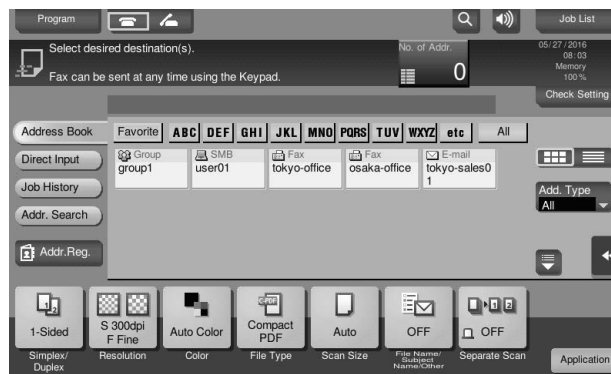 Program
Job List
Select desired destination(s).
Fax can be sent at any time using the Keypad.
No. of Addr.
0
05/27/2016
08:03
Memory
100%
Check Setting
Address Book
Favorite ABC DEF GHI JKL MNO PQRS TUV WXYZ etc All
Direct Input
Job History
Addr. Search
Addr.Reg.
Group
group1
SMB
user01
Fax
tokyo-office
Fax
osaka-office
E-mail
tokyo-sales0
1
Add. Type
All
1-Sided
S 300dpi
F Fine
Auto Color
C-PDF
Compact
PDF
Auto
OFF
OFF
Simplex/
Duplex
Resolution
Color
File Type
Scan Size
File Name/
Subject
Name/Other
Separate Scan
Application